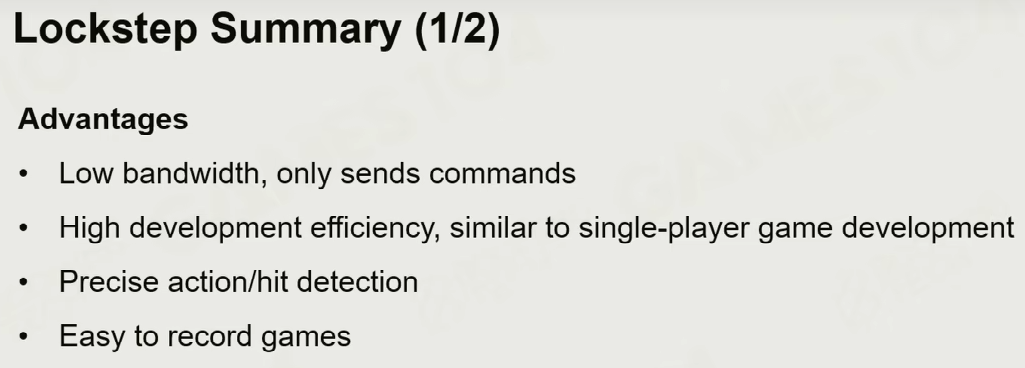 Lockstep Summary (1/2)
Advantages
• Low bandwidth, only sends commands
• High development efficiency, similar to single-player game development
• Precise action/hit detection
• Easy to record games